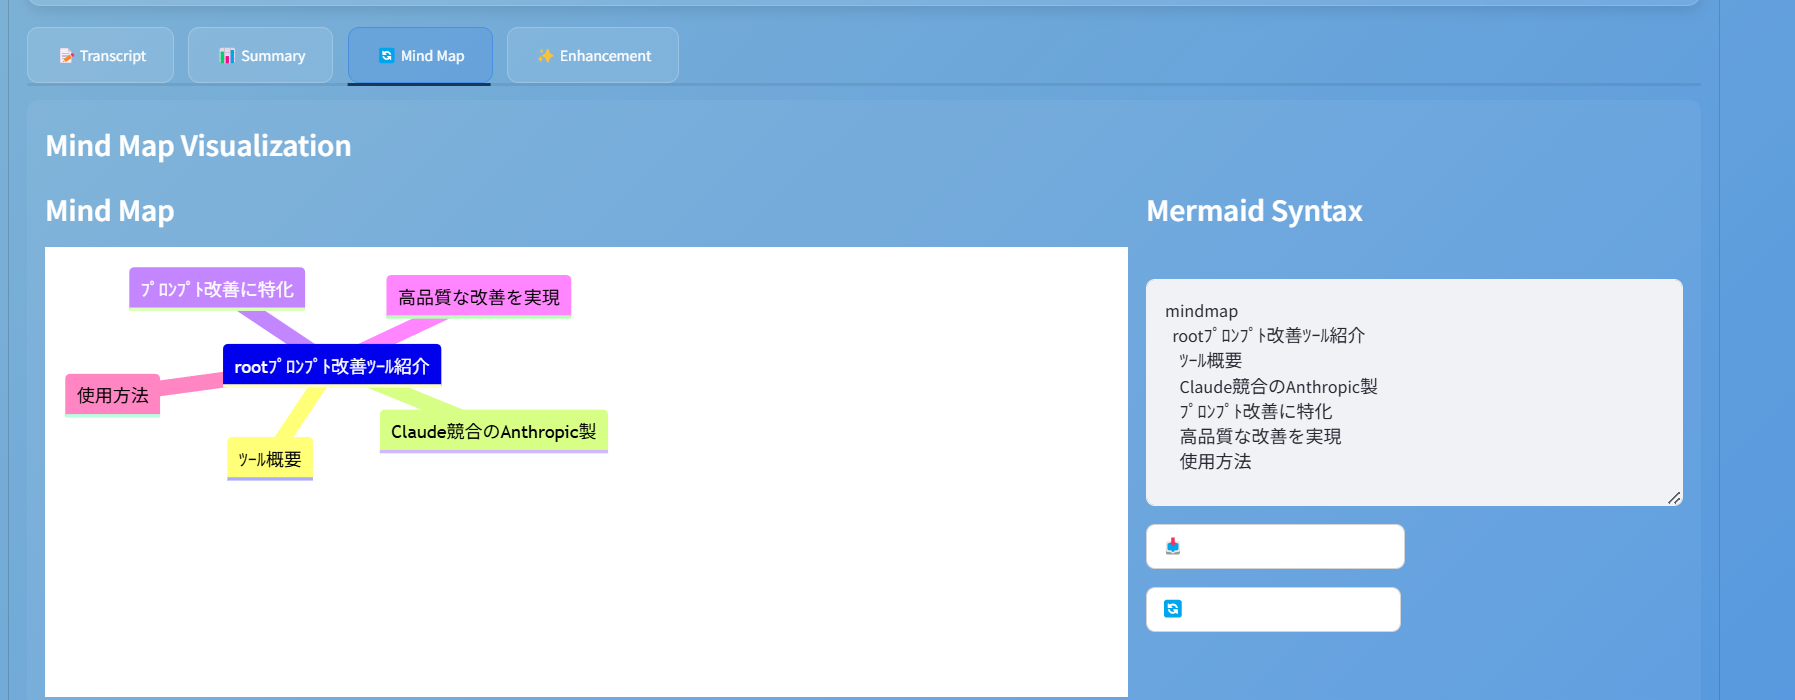 Transcript
Summary
Mind Map
Enhancement
Mind Map Visualization
Mind Map
Mermaid Syntax
ﾌﾟﾛﾝﾌﾟﾄ改善に特化
高品質な改善を実現
rootﾌﾟﾛﾝﾌﾟﾄ改善ﾂｰﾙ紹介
使用方法
Claude競合のAnthropic製
ﾂｰﾙ概要
mindmap
rootﾌﾟﾛﾝﾌﾟﾄ改善ﾂｰﾙ紹介
ﾂｰﾙ概要
Claude競合のAnthropic製
ﾌﾟﾛﾝﾌﾟﾄ改善に特化
高品質な改善を実現
使用方法